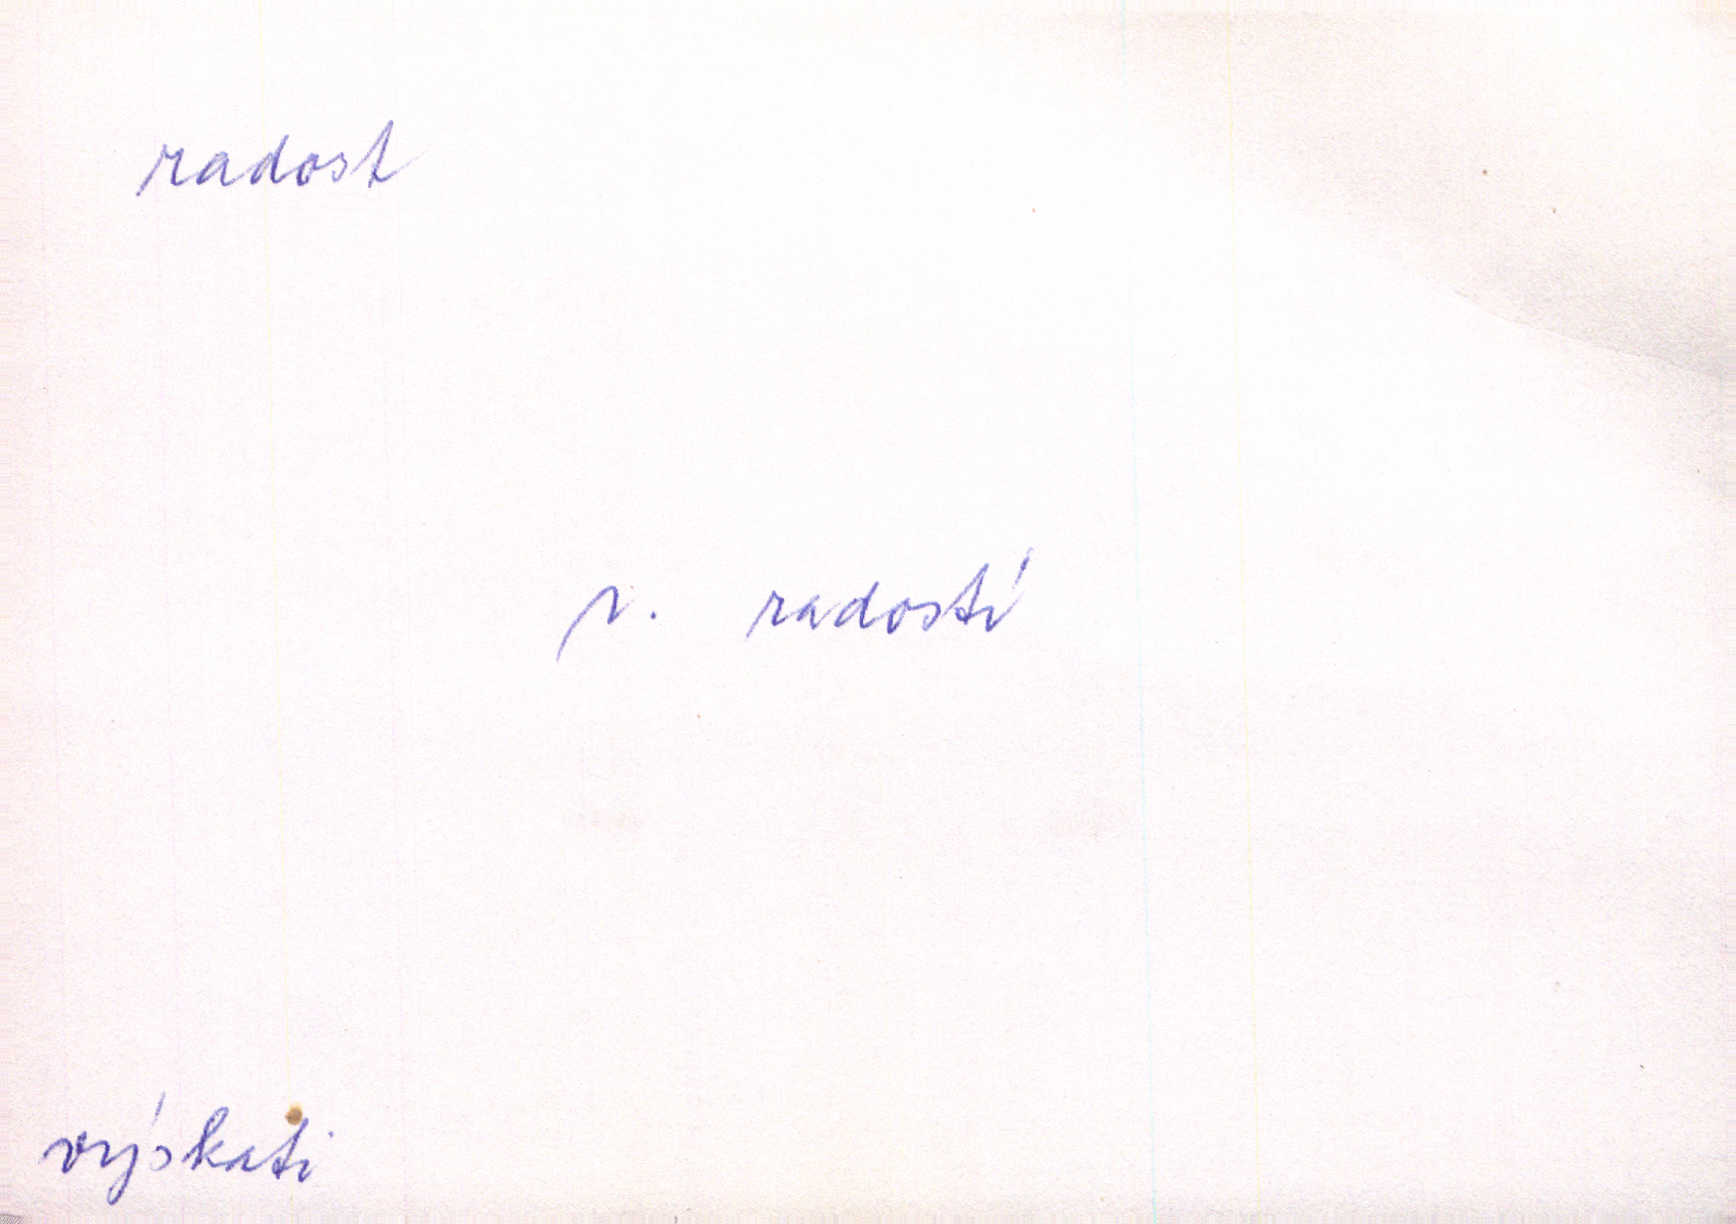 radost
v. radostí
výskati